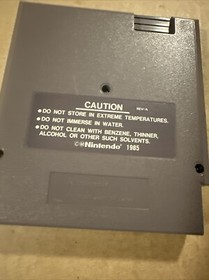 CAUTION
REV-A
•DO NOT STORE IN EXTREME TEMPERATURES.
•DO NOT IMMERSE IN WATER.
•DO NOT CLEAN WITH BENZENE, THINNER,
ALCOHOL OR OTHER SUCH SOLVENTS.
©Nintendo 1985